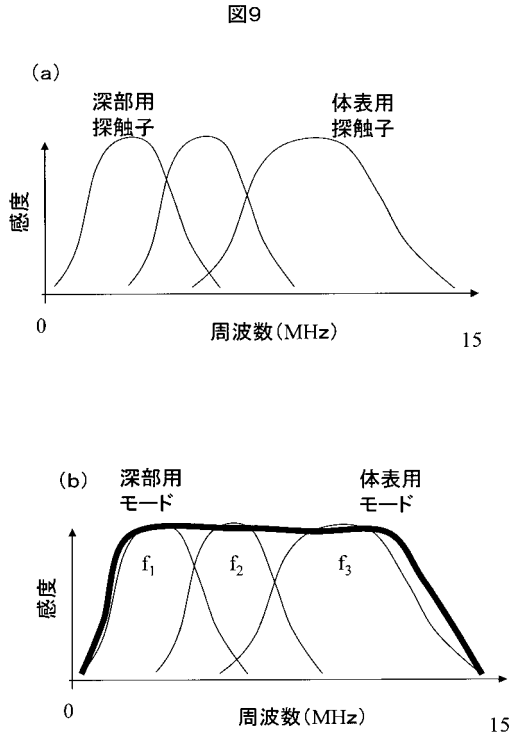 図9
(a)
深部用
探触子
体表用
探触子
感度
0
周波数(MHz)
15
(b)
深部用
モード
体表用
モード
f1
f2
f3
感度
0
周波数(MHz)
15